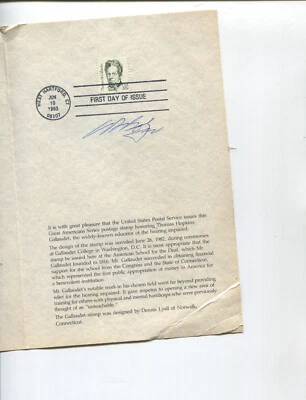 WEST HARTFORD, CT
JUN
10
1983
06107
FIRST DAY OF ISSUE
It is with great pleasure that the United States Postal Service issues this
Great Americans Series postage stamp honoring Thomas Hopkins
Gallaudet, the widely-known educator of the hearing impaired.
The design of the stamp was unveiled June 26, 1982, during ceremonies
at Gallaudet College in Washington, D.C. It is most appropriate that the
stamp be issued here at the American School for the Deaf, which Mr.
Gallaudet founded in 1816. Mr. Gallaudet succeeded in obtaining financial
support for the school from the Congress and the State of Connecticut,
which represented the first public appropriation of money in America for
a benevolent institution.
Mr. Gallaudet's notable work in his chosen field went far beyond providing
relief for the hearing impaired. It gave impetus to opening a new area of
training for others with physical and mental handicaps who were previously
thought of as "untouchable."
The Gallaudet stamp was designed by Dennis Lyall of Norwalk,
Connecticut.